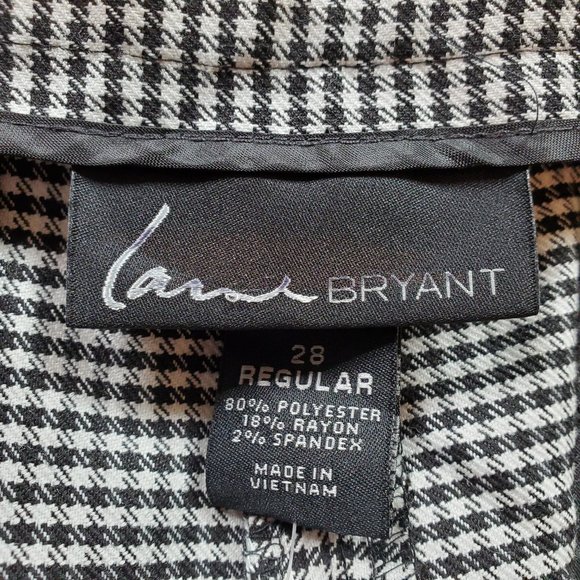 Lane BRYANT
28
REGULAR
80% POLYESTER
18% RAYON
2% SPANDEX
MADE IN
VIETNAM